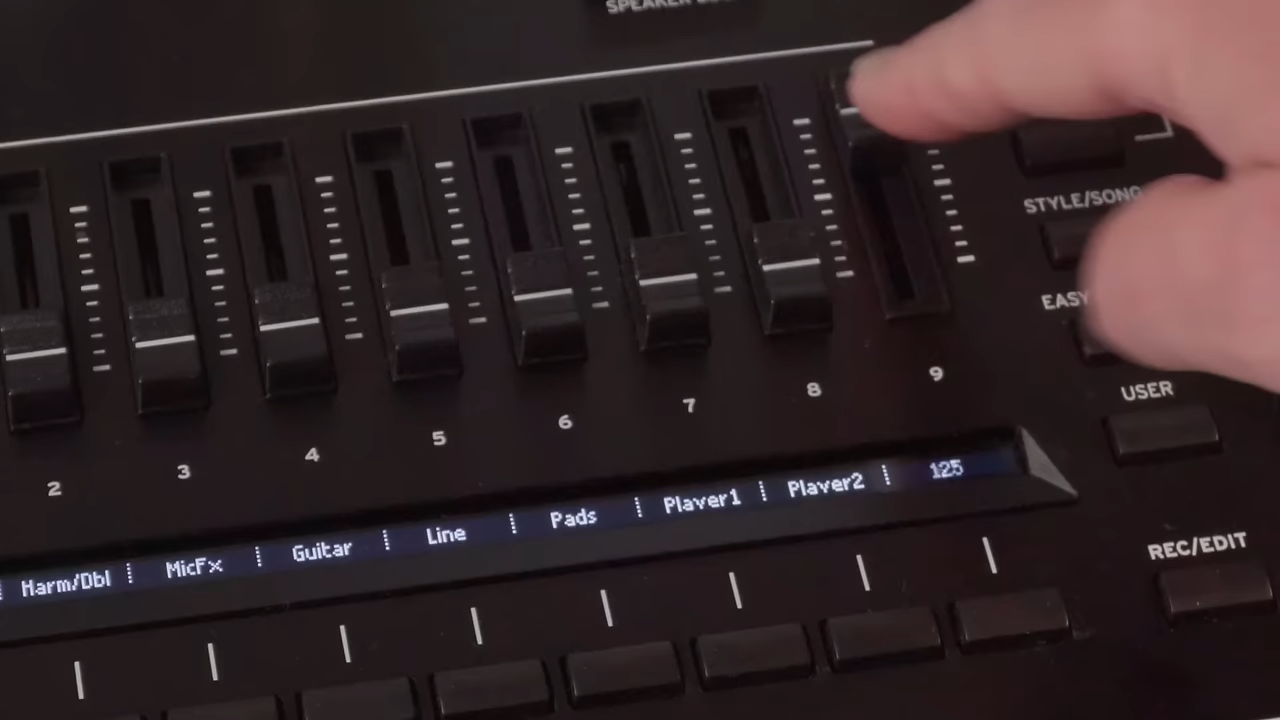 SPEAKER
STYLE/SONG
EASY
USER
2 3 4 5 6 7 8 9
Harm/Dbl MicFx Guitar Line Pads Player1 Player2 125
REC/EDIT